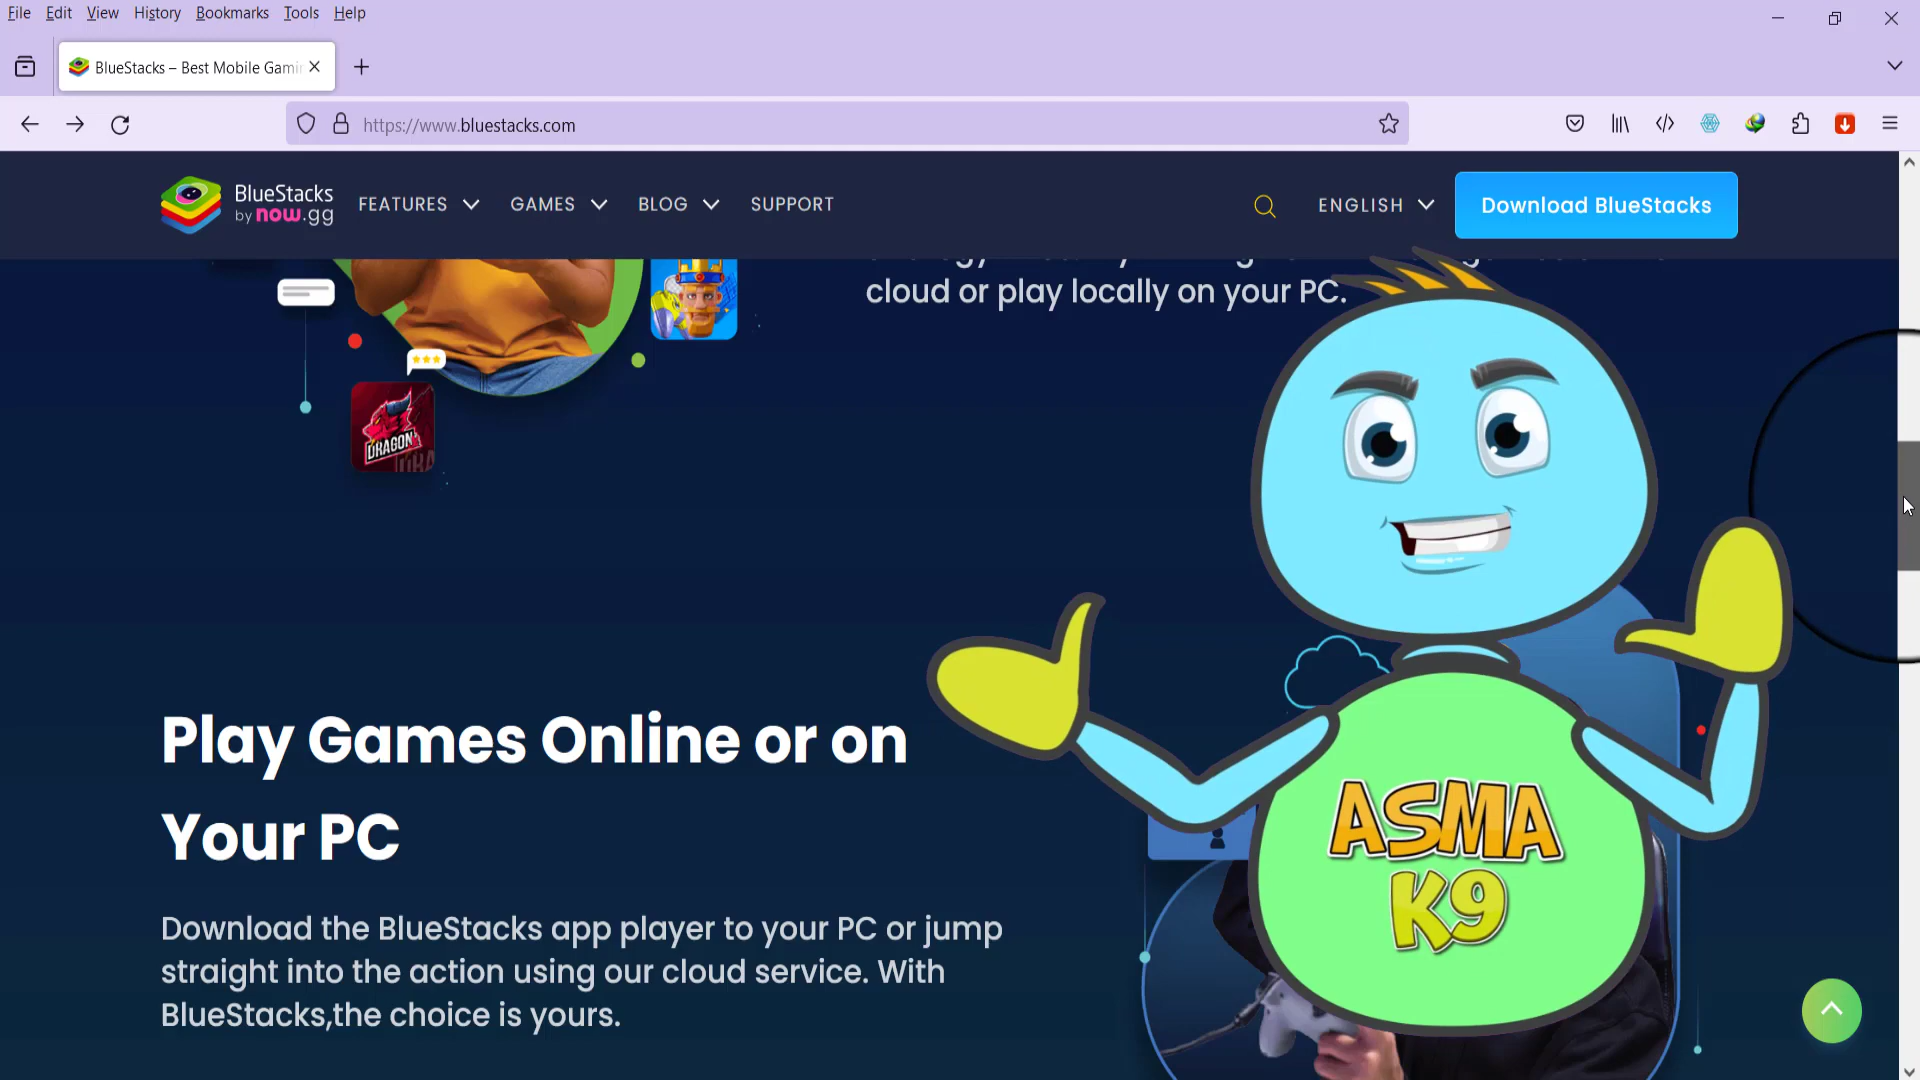 File Edit View History Bookmarks Tools Help
BlueStacks – Best Mobile Gami
https://www.bluestacks.com
BlueStacks
by now.gg
FEATURES GAMES BLOG SUPPORT
ENGLISH
Download BlueStacks
cloud or play locally on your PC.
DRAGON
Play Games Online or on
Your PC
ASMA
K9
Download the BlueStacks app player to your PC or jump
straight into the action using our cloud service. With
BlueStacks,the choice is yours.